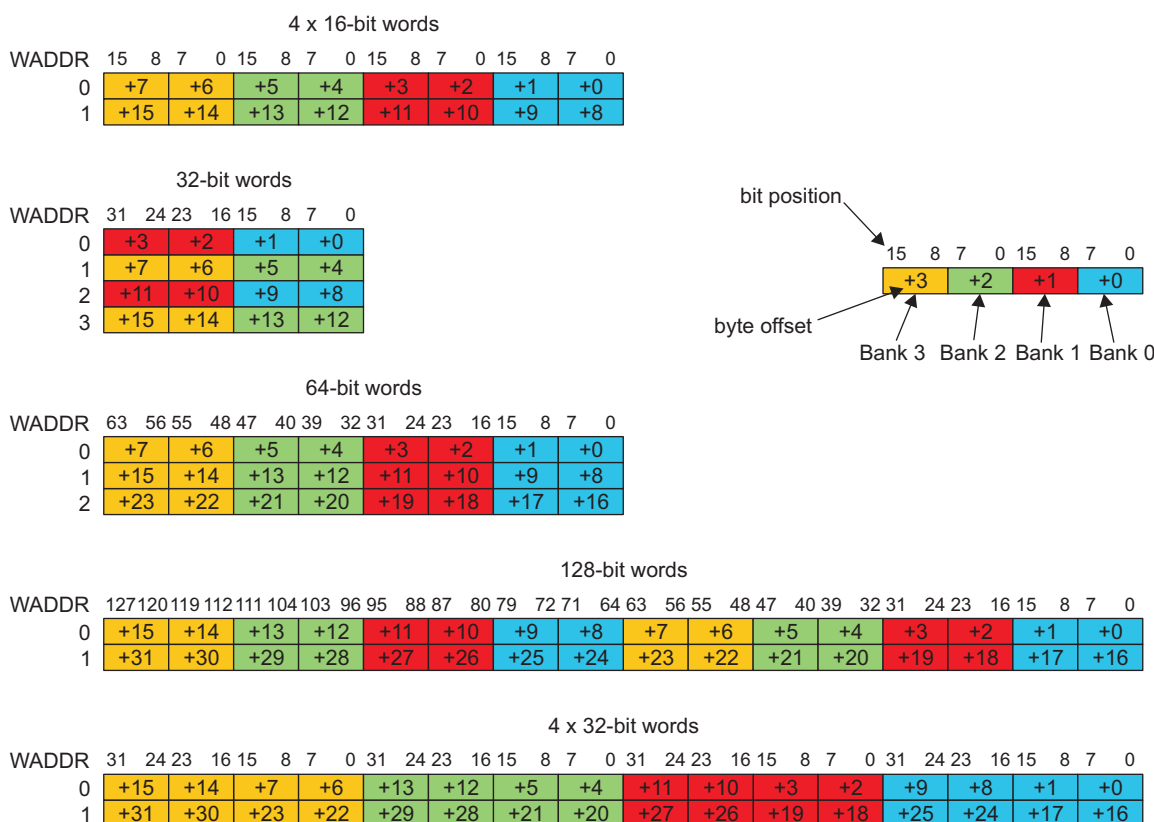 4 x 16-bit words
WADDR 15 8 7 0 15 8 7 0 15 8 7 0 15 8 7 0
0 +7 +6 +5 +4 +3 +2 +1 +0
1 +15 +14 +13 +12 +11 +10 +9 +8
32-bit words
WADDR 31 24 23 16 15 8 7 0
0 +3 +2 +1 +0
1 +7 +6 +5 +4
2 +11 +10 +9 +8
3 +15 +14 +13 +12
bit position
15 8 7 0 15 8 7 0
+3 +2 +1 +0
byte offset
Bank 3 Bank 2 Bank 1 Bank 0
64-bit words
WADDR 63 56 55 48 47 40 39 32 31 24 23 16 15 8 7 0
0 +7 +6 +5 +4 +3 +2 +1 +0
1 +15 +14 +13 +12 +11 +10 +9 +8
2 +23 +22 +21 +20 +19 +18 +17 +16
128-bit words
WADDR 127 120 119 112 111 104 103 96 95 88 87 80 79 72 71 64 63 56 55 48 47 40 39 32 31 24 23 16 15 8 7 0
0 +15 +14 +13 +12 +11 +10 +9 +8 +7 +6 +5 +4 +3 +2 +1 +0
1 +31 +30 +29 +28 +27 +26 +25 +24 +23 +22 +21 +20 +19 +18 +17 +16
4 x 32-bit words
WADDR 31 24 23 16 15 8 7 0 31 24 23 16 15 8 7 0 31 24 23 16 15 8 7 0 31 24 23 16 15 8 7 0
0 +15 +14 +7 +6 +13 +12 +5 +4 +11 +10 +3 +2 +9 +8 +1 +0
1 +31 +30 +23 +22 +29 +28 +21 +20 +27 +26 +19 +18 +25 +24 +17 +16